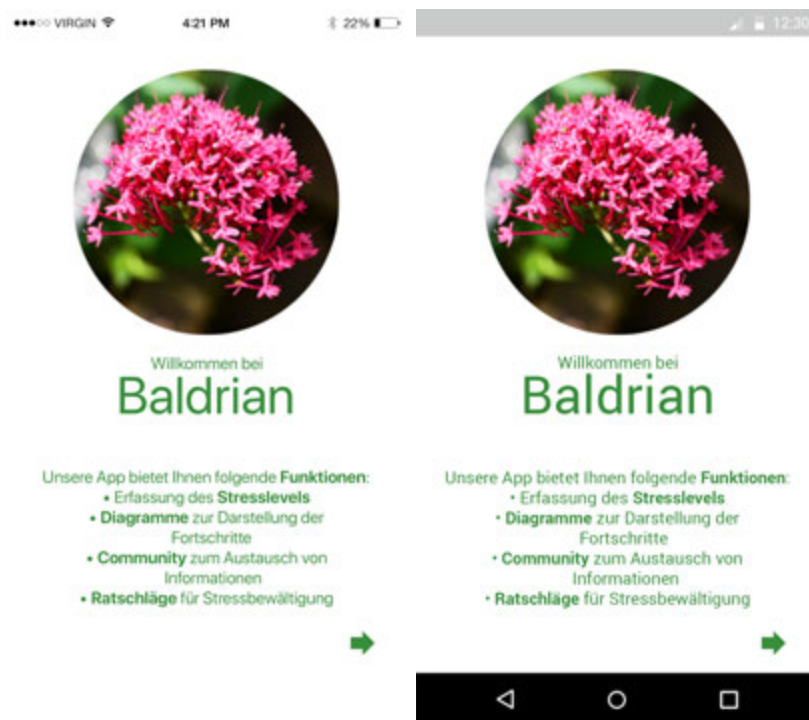 VIRGIN 4:21 PM 22%
Willkommen bei
Baldrian
Unsere App bietet Ihnen folgende Funktionen:
• Erfassung des Stresslevels
• Diagramme zur Darstellung der
Fortschritte
• Community zum Austausch von
Informationen
• Ratschläge für Stressbewältigung
12:30
Willkommen bei
Baldrian
Unsere App bietet Ihnen folgende Funktionen:
• Erfassung des Stresslevels
• Diagramme zur Darstellung der
Fortschritte
• Community zum Austausch von
Informationen
• Ratschläge für Stressbewältigung